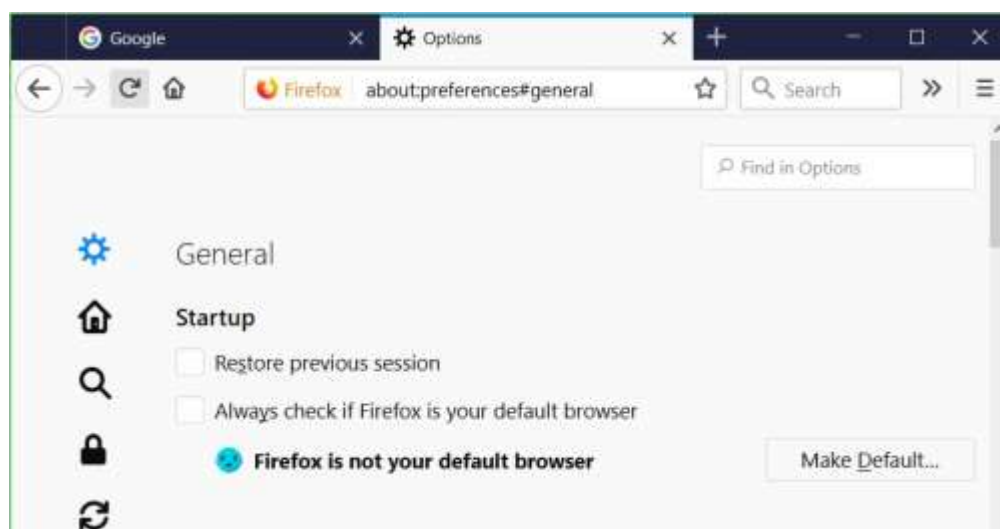 Google
Options
Firefox about:preferences#general
Search
Find in Options
General
Startup
Restore previous session
Always check if Firefox is your default browser
Firefox is not your default browser
Make Default...